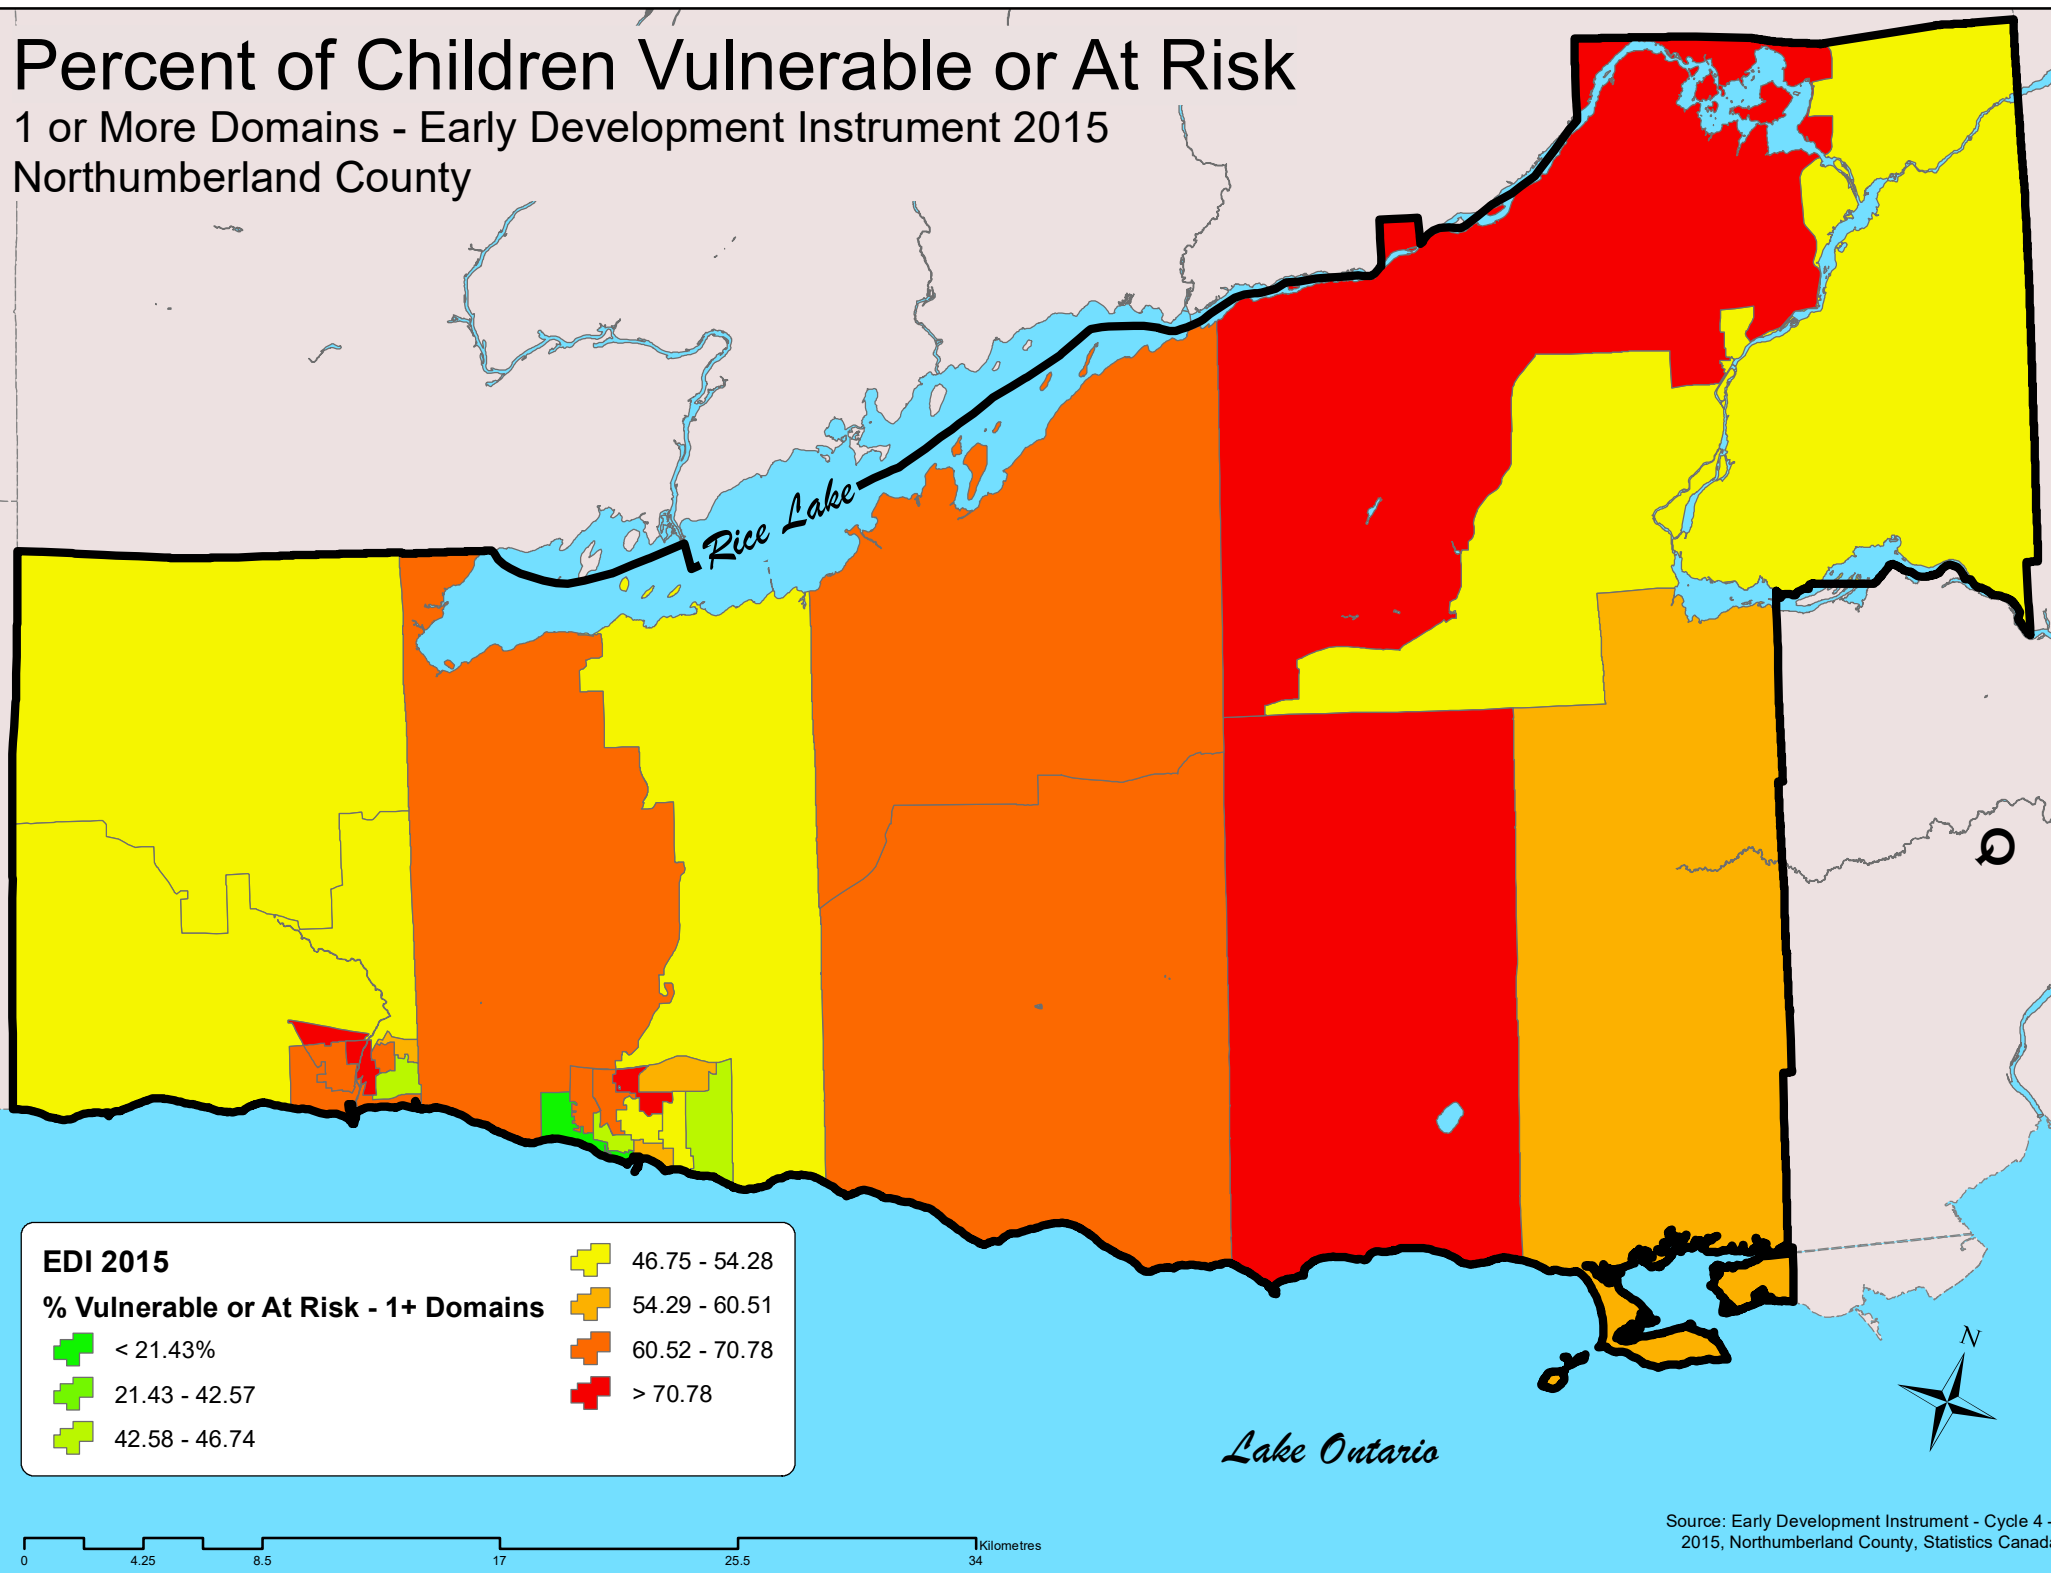 Percent of Children Vulnerable or At Risk
1 or More Domains - Early Development Instrument 2015
Northumberland County
Rice Lake
Q
EDI 2015
% Vulnerable or At Risk - 1+ Domains
< 21.43%
21.43 - 42.57
42.58 - 46.74
46.75 - 54.28
54.29 - 60.51
60.52 - 70.78
> 70.78
N
Lake Ontario
Source: Early Development Instrument - Cycle 4 -
2015, Northumberland County, Statistics Canada
Kilometres
0 4.25 8.5 17 25.5 34